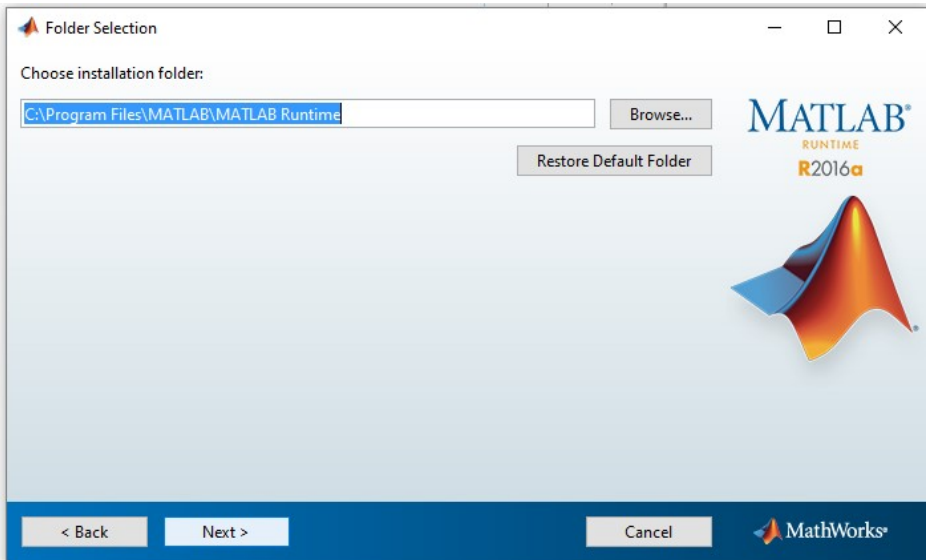 Folder Selection
Choose installation folder:
C:\Program Files\MATLAB\MATLAB Runtime
Browse...
Restore Default Folder
MATLAB®
RUNTIME
R2016a
< Back
Next >
Cancel
MathWorks®